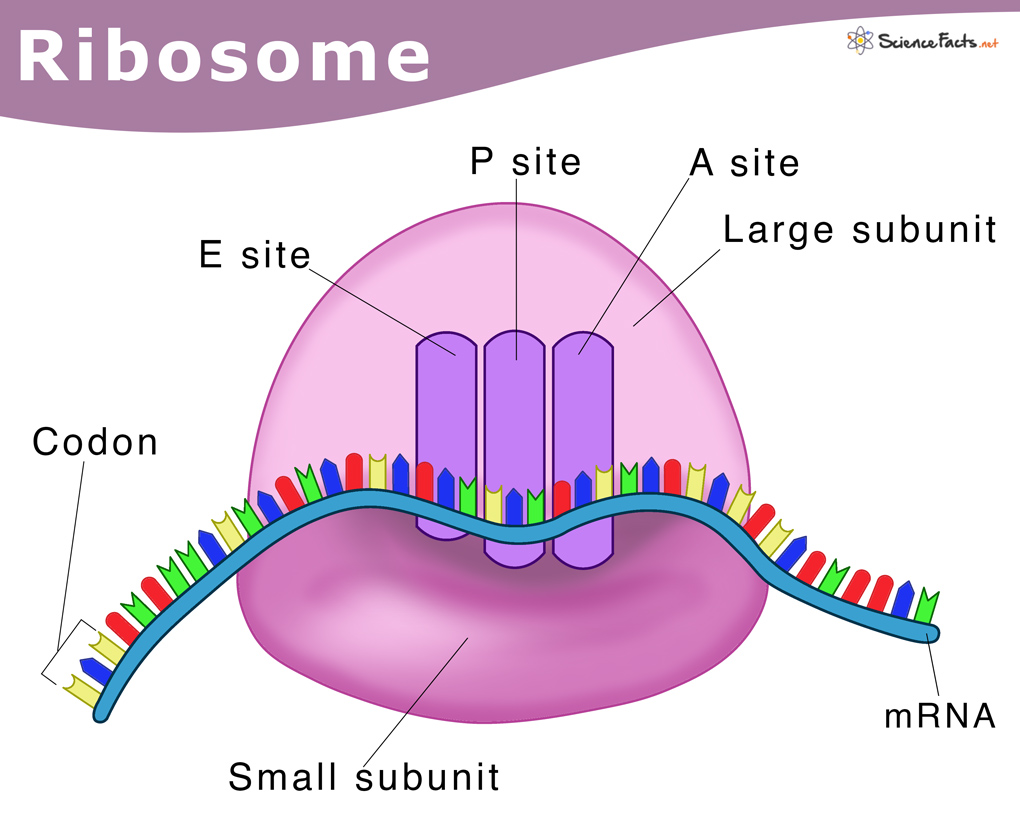 Ribosome
ScienceFacts.net
P site
A site
Large subunit
E site
Codon
mRNA
Small subunit